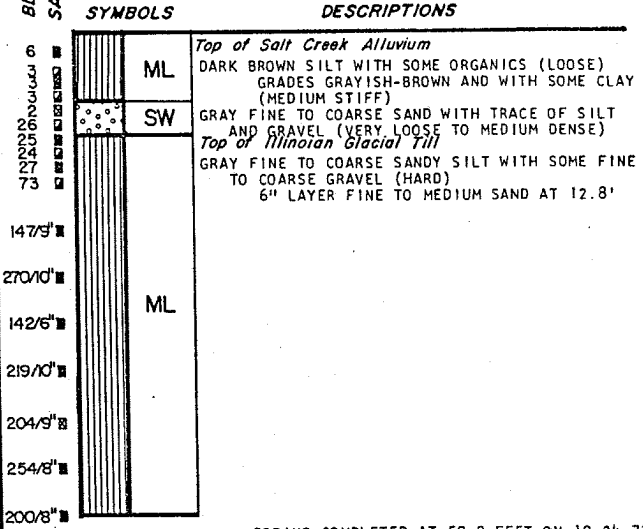 SYMBOLS DESCRIPTIONS
Top of Salt Creek Alluvium
6
ML DARK BROWN SILT WITH SOME ORGANICS (LOOSE)
3
GRADES GRAYISH-BROWN AND WITH SOME CLAY
3
(MEDIUM STIFF)
3
2
SW GRAY FINE TO COARSE SAND WITH TRACE OF SILT
26
AND GRAVEL (VERY LOOSE TO MEDIUM DENSE)
25
Top of Illinoian Glacial Till
24
27
GRAY FINE TO COARSE SANDY SILT WITH SOME FINE
73
TO COARSE GRAVEL (HARD)
6" LAYER FINE TO MEDIUM SAND AT 12.8'
147/9"
270/10"
ML
142/6"
219/10"
204/9"
254/8"
200/8"